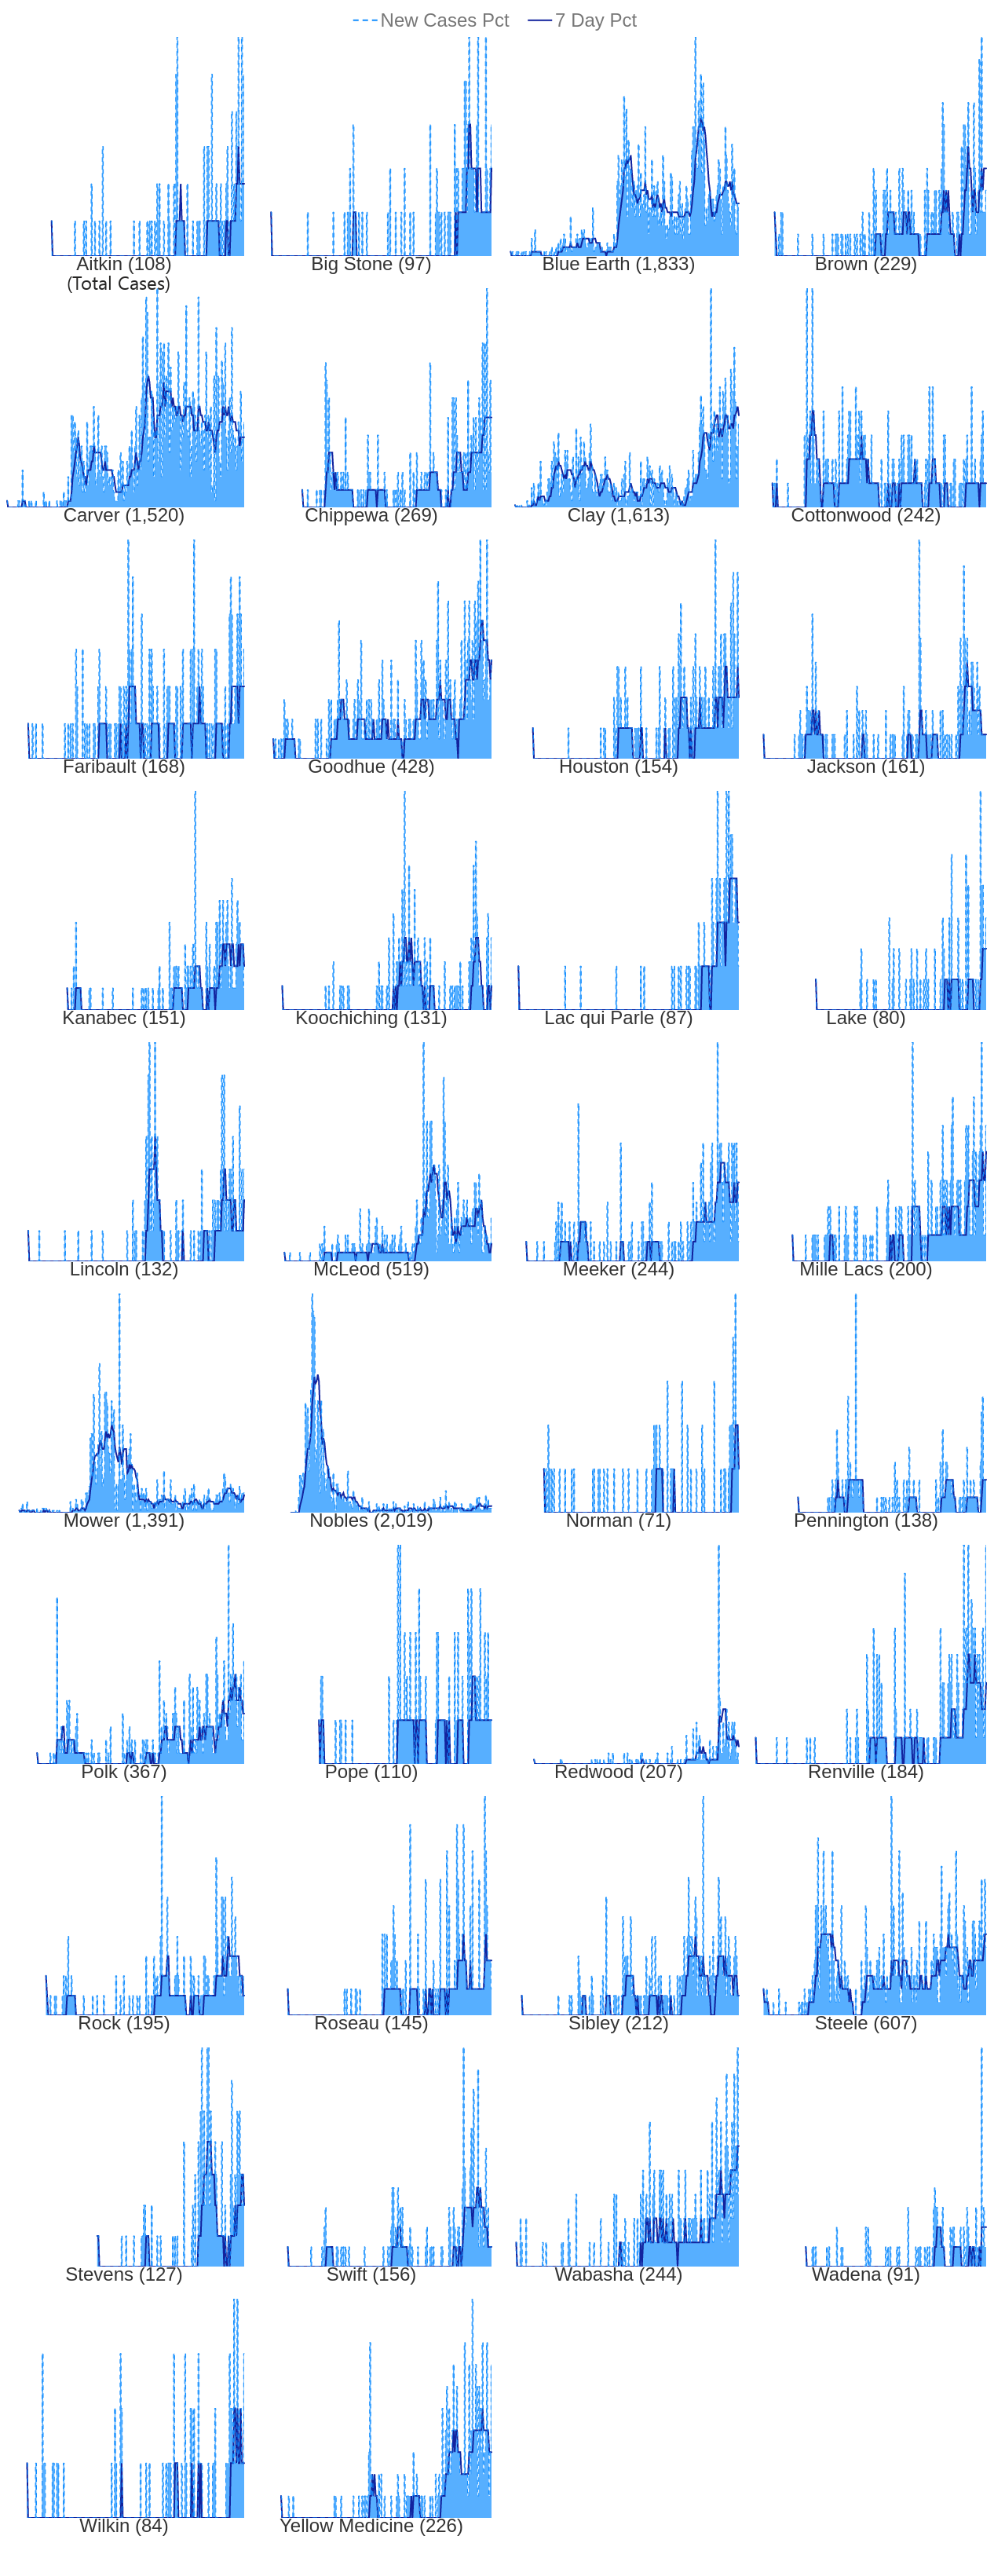 New Cases Pct 7 Day Pct
Aitkin (108) Big Stone (97) Blue Earth (1,833) Brown (229)
(Total Cases)
Carver (1,520) Chippewa (269) Clay (1,613) Cottonwood (242)
Faribault (168) Goodhue (428) Houston (154) Jackson (161)
Kanabec (151) Koochiching (131) Lac qui Parle (87) Lake (80)
Lincoln (132) McLeod (519) Meeker (244) Mille Lacs (200)
Mower (1,391) Nobles (2,019) Norman (71) Pennington (138)
Polk (367) Pope (110) Redwood (207) Renville (184)
Rock (195) Roseau (145) Sibley (212) Steele (607)
Stevens (127) Swift (156) Wabasha (244) Wadena (91)
Wilkin (84) Yellow Medicine (226)